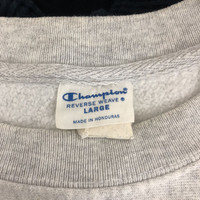 Champion
REVERSE WEAVE ®
LARGE
MADE IN HONDURAS